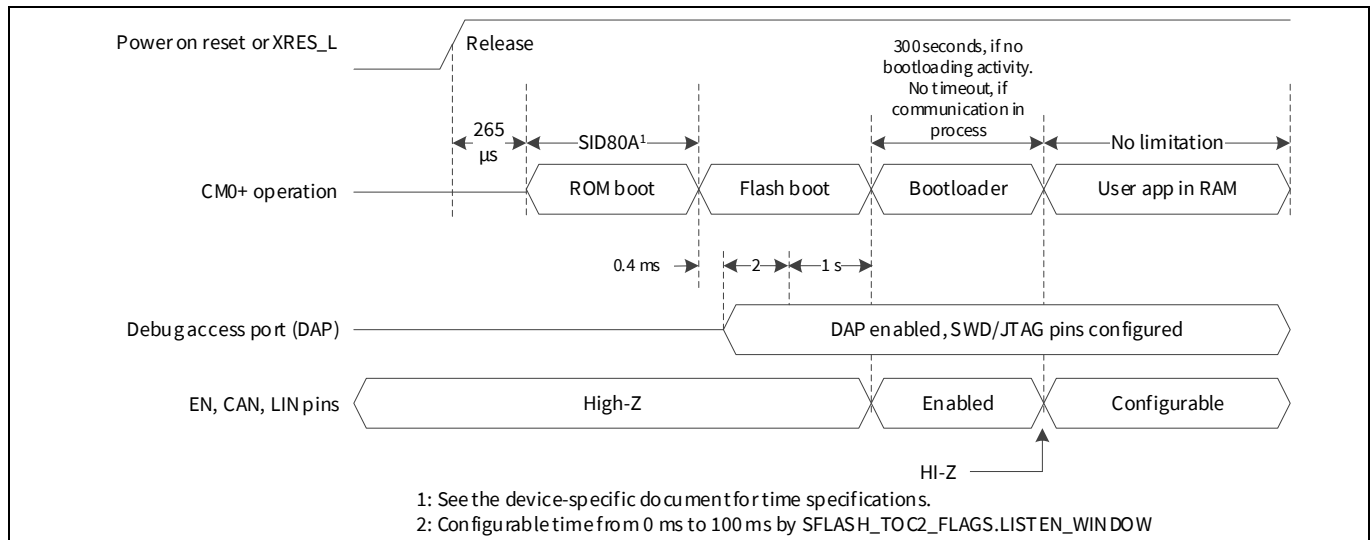 Power on reset or XRES_L
Release
300 seconds, if no
bootloading activity.
No timeout, if
communication in
process
265
µs
SID80A¹
No limitation
CM0+ operation
ROM boot
Flash boot
Bootloader
User app in RAM
0.4 ms
2
1 s
Debug access port (DAP)
DAP enabled, SWD/JTAG pins configured
EN, CAN, LIN pins
High-Z
Enabled
Configurable
HI-Z
1: See the device-specific document for time specifications.
2: Configurable time from 0 ms to 100 ms by SFLASH_TOC2_FLAGS.LISTEN_WINDOW